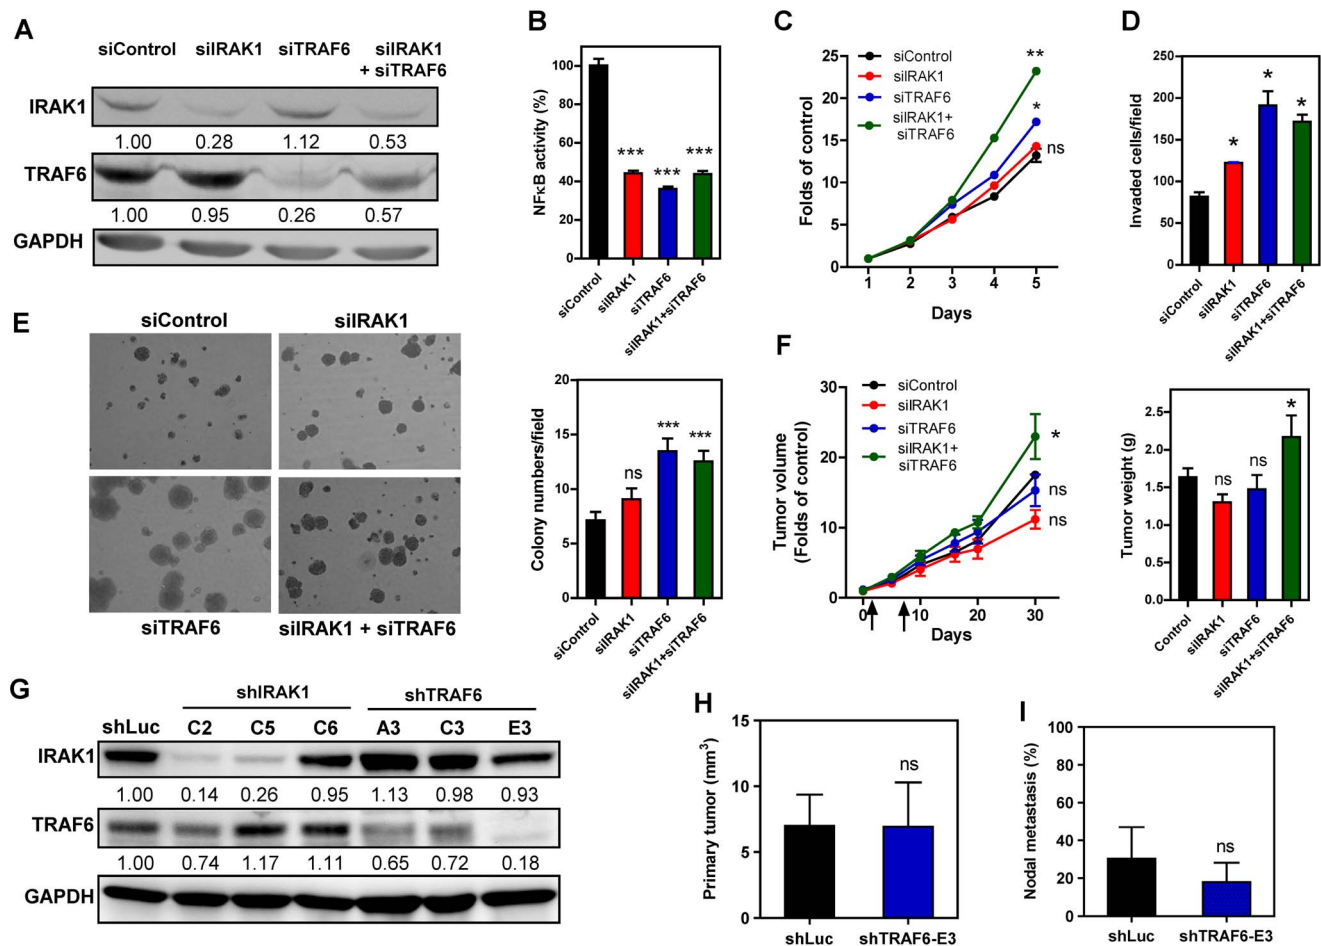 A
siControl siIRAK1 siTRAF6 siIRAK1
+ siTRAF6
IRAK1
1.00 0.28 1.12 0.53
TRAF6
1.00 0.95 0.26 0.57
GAPDH
B
NFκB activity (%)
100
80
60
40
20
0
*** *** ***
siControl siIRAK1 siTRAF6 siIRAK1+siTRAF6
C
siControl
siIRAK1
siTRAF6
siIRAK1+
siTRAF6
Folds of control
25
20
15
10
5
0
**
*
ns
1 2 3 4 5
Days
D
Invaded cells/field
250
200
150
100
50
0
* * *
siControl siIRAK1 siTRAF6 siIRAK1+siTRAF6
E
siControl siIRAK1
siTRAF6 siIRAK1 + siTRAF6
Colony numbers/field
20
15
10
5
0
ns *** ***
siControl siIRAK1 siTRAF6 siIRAK1+siTRAF6
F
siControl
siIRAK1
siTRAF6
siIRAK1+
siTRAF6
Tumor volume
(Folds of control)
30
20
10
0
*
ns
ns
0 10 20 30
Days
Tumor weight (g)
2.5
2.0
1.5
1.0
0.5
0.0
ns ns *
Control siIRAK1 siTRAF6 siIRAK1+siTRAF6
G
shIRAK1 shTRAF6
shLuc C2 C5 C6 A3 C3 E3
IRAK1
1.00 0.14 0.26 0.95 1.13 0.98 0.93
TRAF6
1.00 0.74 1.17 1.11 0.65 0.72 0.18
GAPDH
H
Primary tumor (mm³)
15
10
5
0
ns
shLuc shTRAF6-E3
I
Nodal metastasis (%)
100
80
60
40
20
0
ns
shLuc shTRAF6-E3